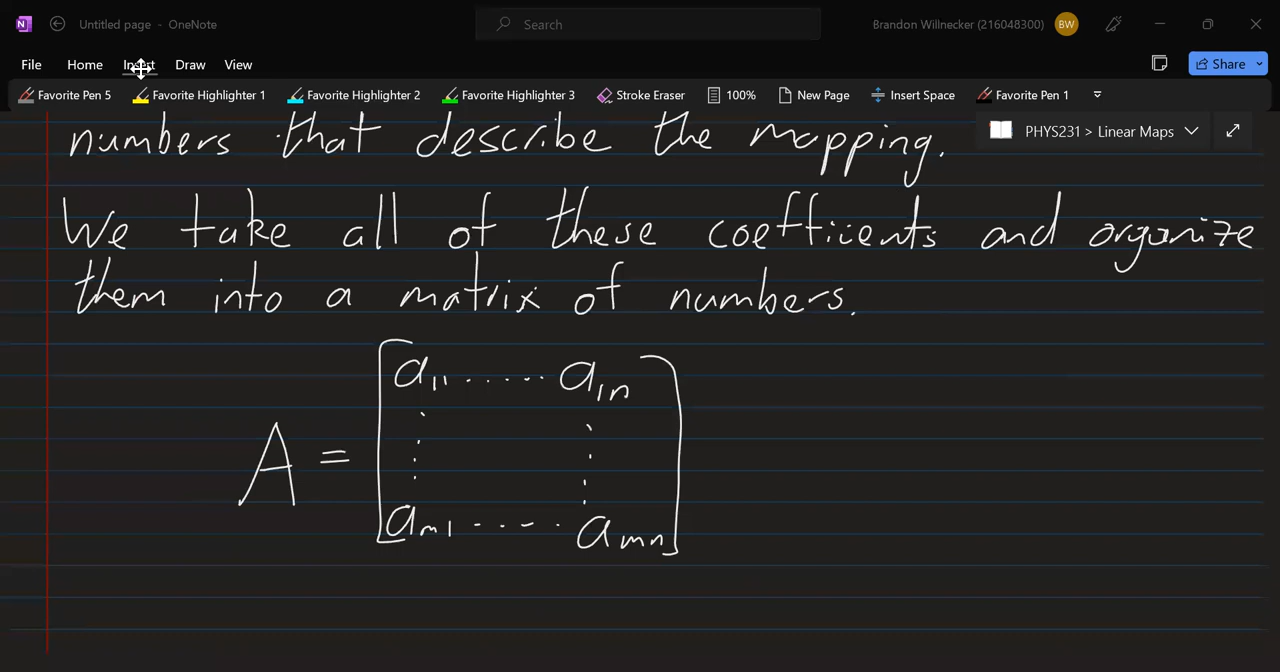 Untitled page - OneNote
Search
Brandon Willnecker (216048300) BW
File Home Insert Draw View
Share
Favorite Pen 5 Favorite Highlighter 1 Favorite Highlighter 2 Favorite Highlighter 3 Stroke Eraser 100% New Page Insert Space Favorite Pen 1
PHYS231 > Linear Maps
numbers that describe the mapping.
We take all of these coefficients and organize
them into a matrix of numbers.
a11 ..... a1n
A =
am1 ..... amn